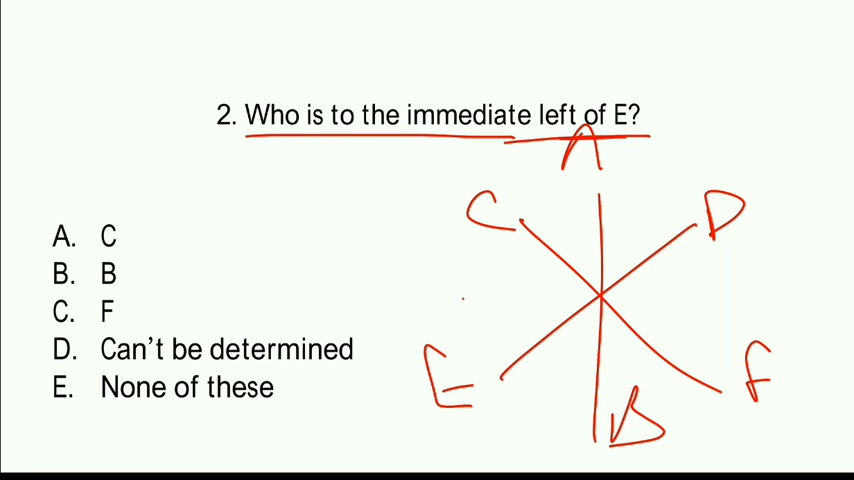 2. Who is to the immediate left of E?
A
C D
A. C
B. B
C. F
D. Can't be determined
E. None of these
E F
B